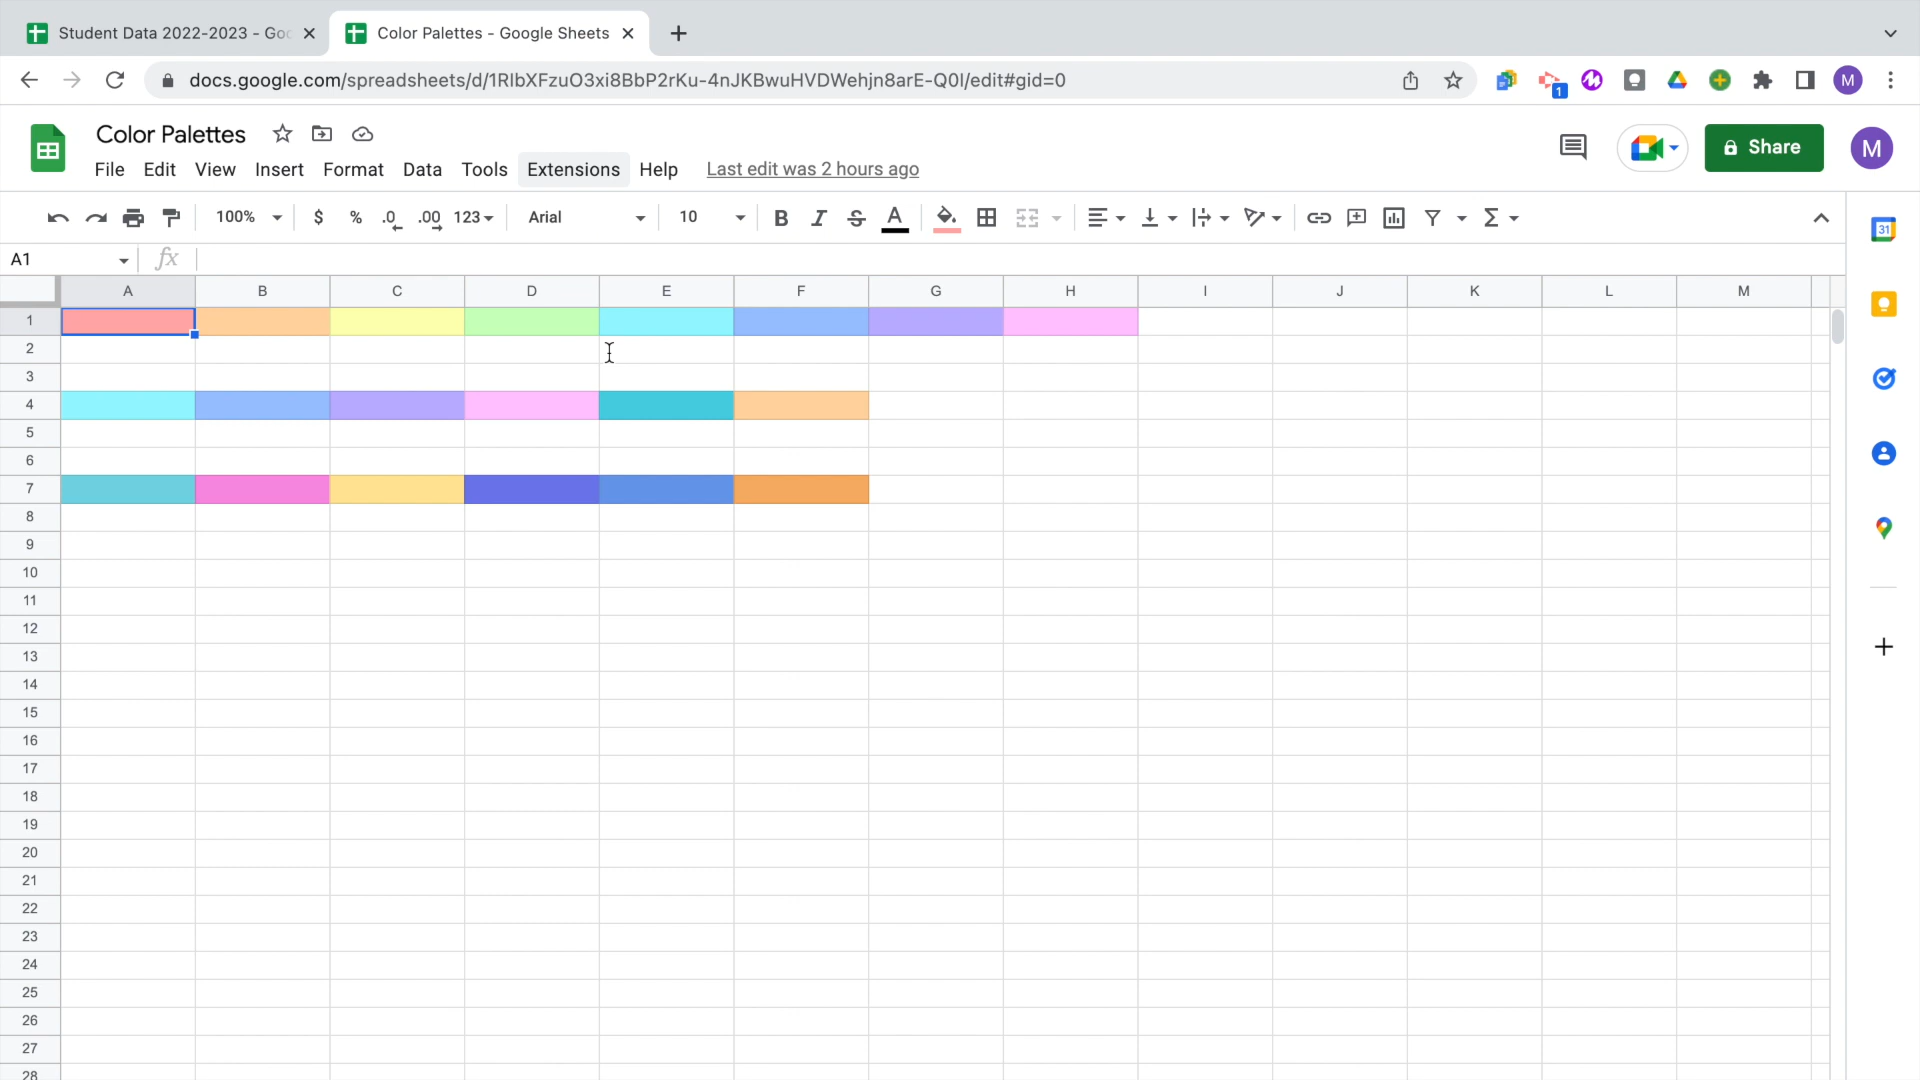 Student Data 2022-2023 - Goo
Color Palettes - Google Sheets
docs.google.com/spreadsheets/d/1RIbXFzuO3xi8BbP2rKu-4nJKBwuHVDWehjn8arE-Q0I/edit#gid=0
1
M
Color Palettes
File Edit View Insert Format Data Tools Extensions Help Last edit was 2 hours ago
Share
M
100% $ % .0 .00 123 Arial 10 B I S A Σ
31
A1 fx
A B C D E F G H I J K L M
1
2
3
4
5
6
7
8
9
10
11
12
13
14
15
16
17
18
19
20
21
22
23
24
25
26
27
28